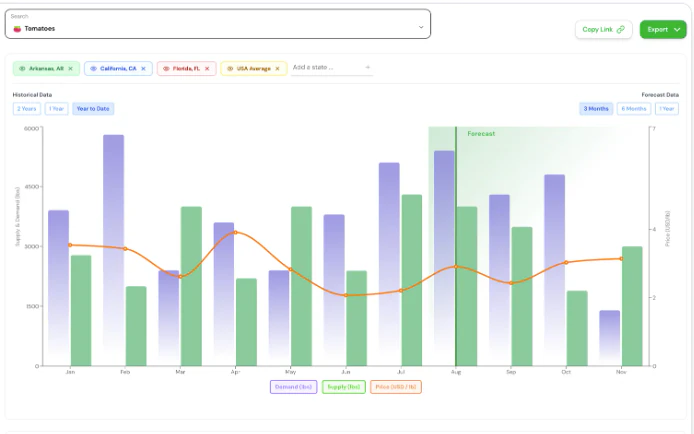 Search
Tomatoes
Copy Link
Export
Arkansas, AR ×
California, CA ×
Florida, FL ×
USA Average ×
Add a state ...
Historical Data
Forecast Data
2 Years
1 Year
Year to Date
3 Months
6 Months
1 Year
Forecast
6000
4500
3000
1500
0
Supply & Demand (lbs)
7
4
2
0
Price (USD/lb)
Jan
Feb
Mar
Apr
May
Jun
Jul
Aug
Sep
Oct
Nov
Demand (lbs)
Supply (lbs)
Price (USD / lb)